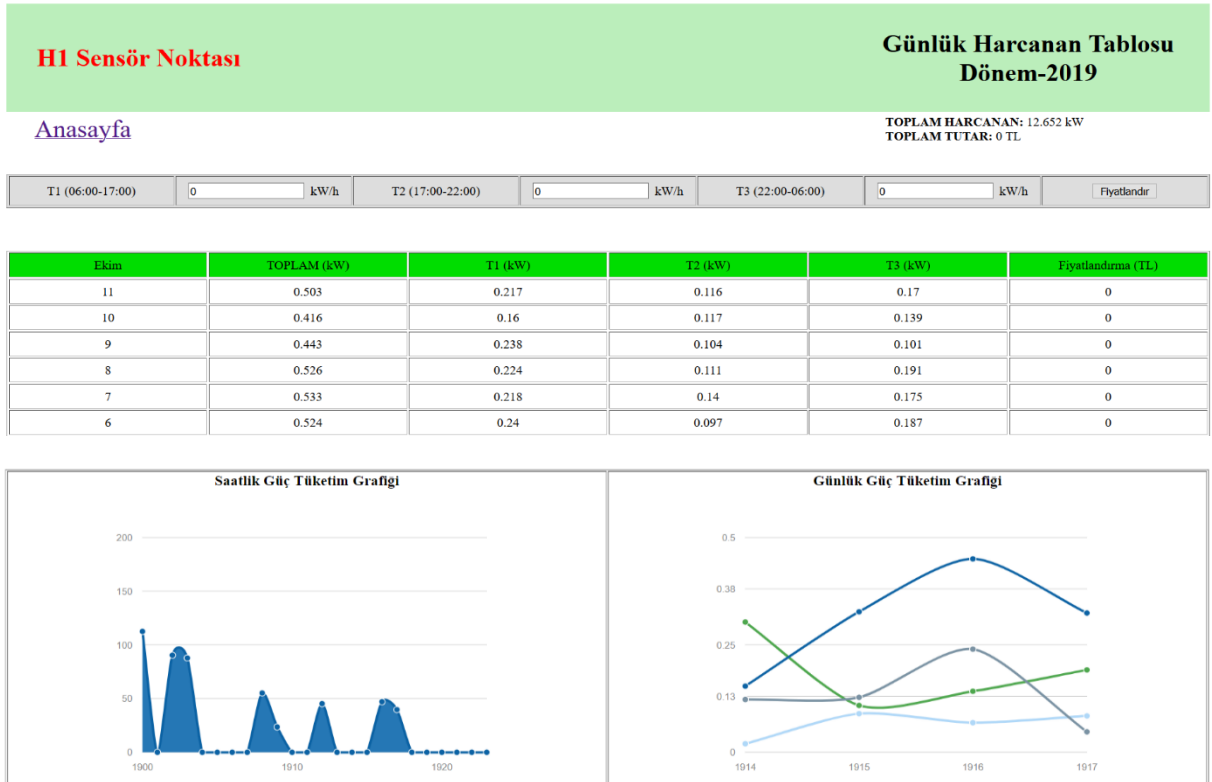 H1 Sensör Noktası
Günlük Harcanan Tablosu
Dönem-2019
Anasayfa
TOPLAM HARCANAN: 12.652 kW
TOPLAM TUTAR: 0 TL
T1 (06:00-17:00) 0 kW/h T2 (17:00-22:00) 0 kW/h T3 (22:00-06:00) 0 kW/h Fiyatlandır
Ekim TOPLAM (kW) T1 (kW) T2 (kW) T3 (kW) Fiyatlandırma (TL)
11 0.503 0.217 0.116 0.17 0
10 0.416 0.16 0.117 0.139 0
9 0.443 0.238 0.104 0.101 0
8 0.526 0.224 0.111 0.191 0
7 0.533 0.218 0.14 0.175 0
6 0.524 0.24 0.097 0.187 0
Saatlik Güç Tüketim Grafiği
200
150
100
50
0
1900 1910 1920
Günlük Güç Tüketim Grafiği
0.5
0.38
0.25
0.13
0
1914 1915 1916 1917